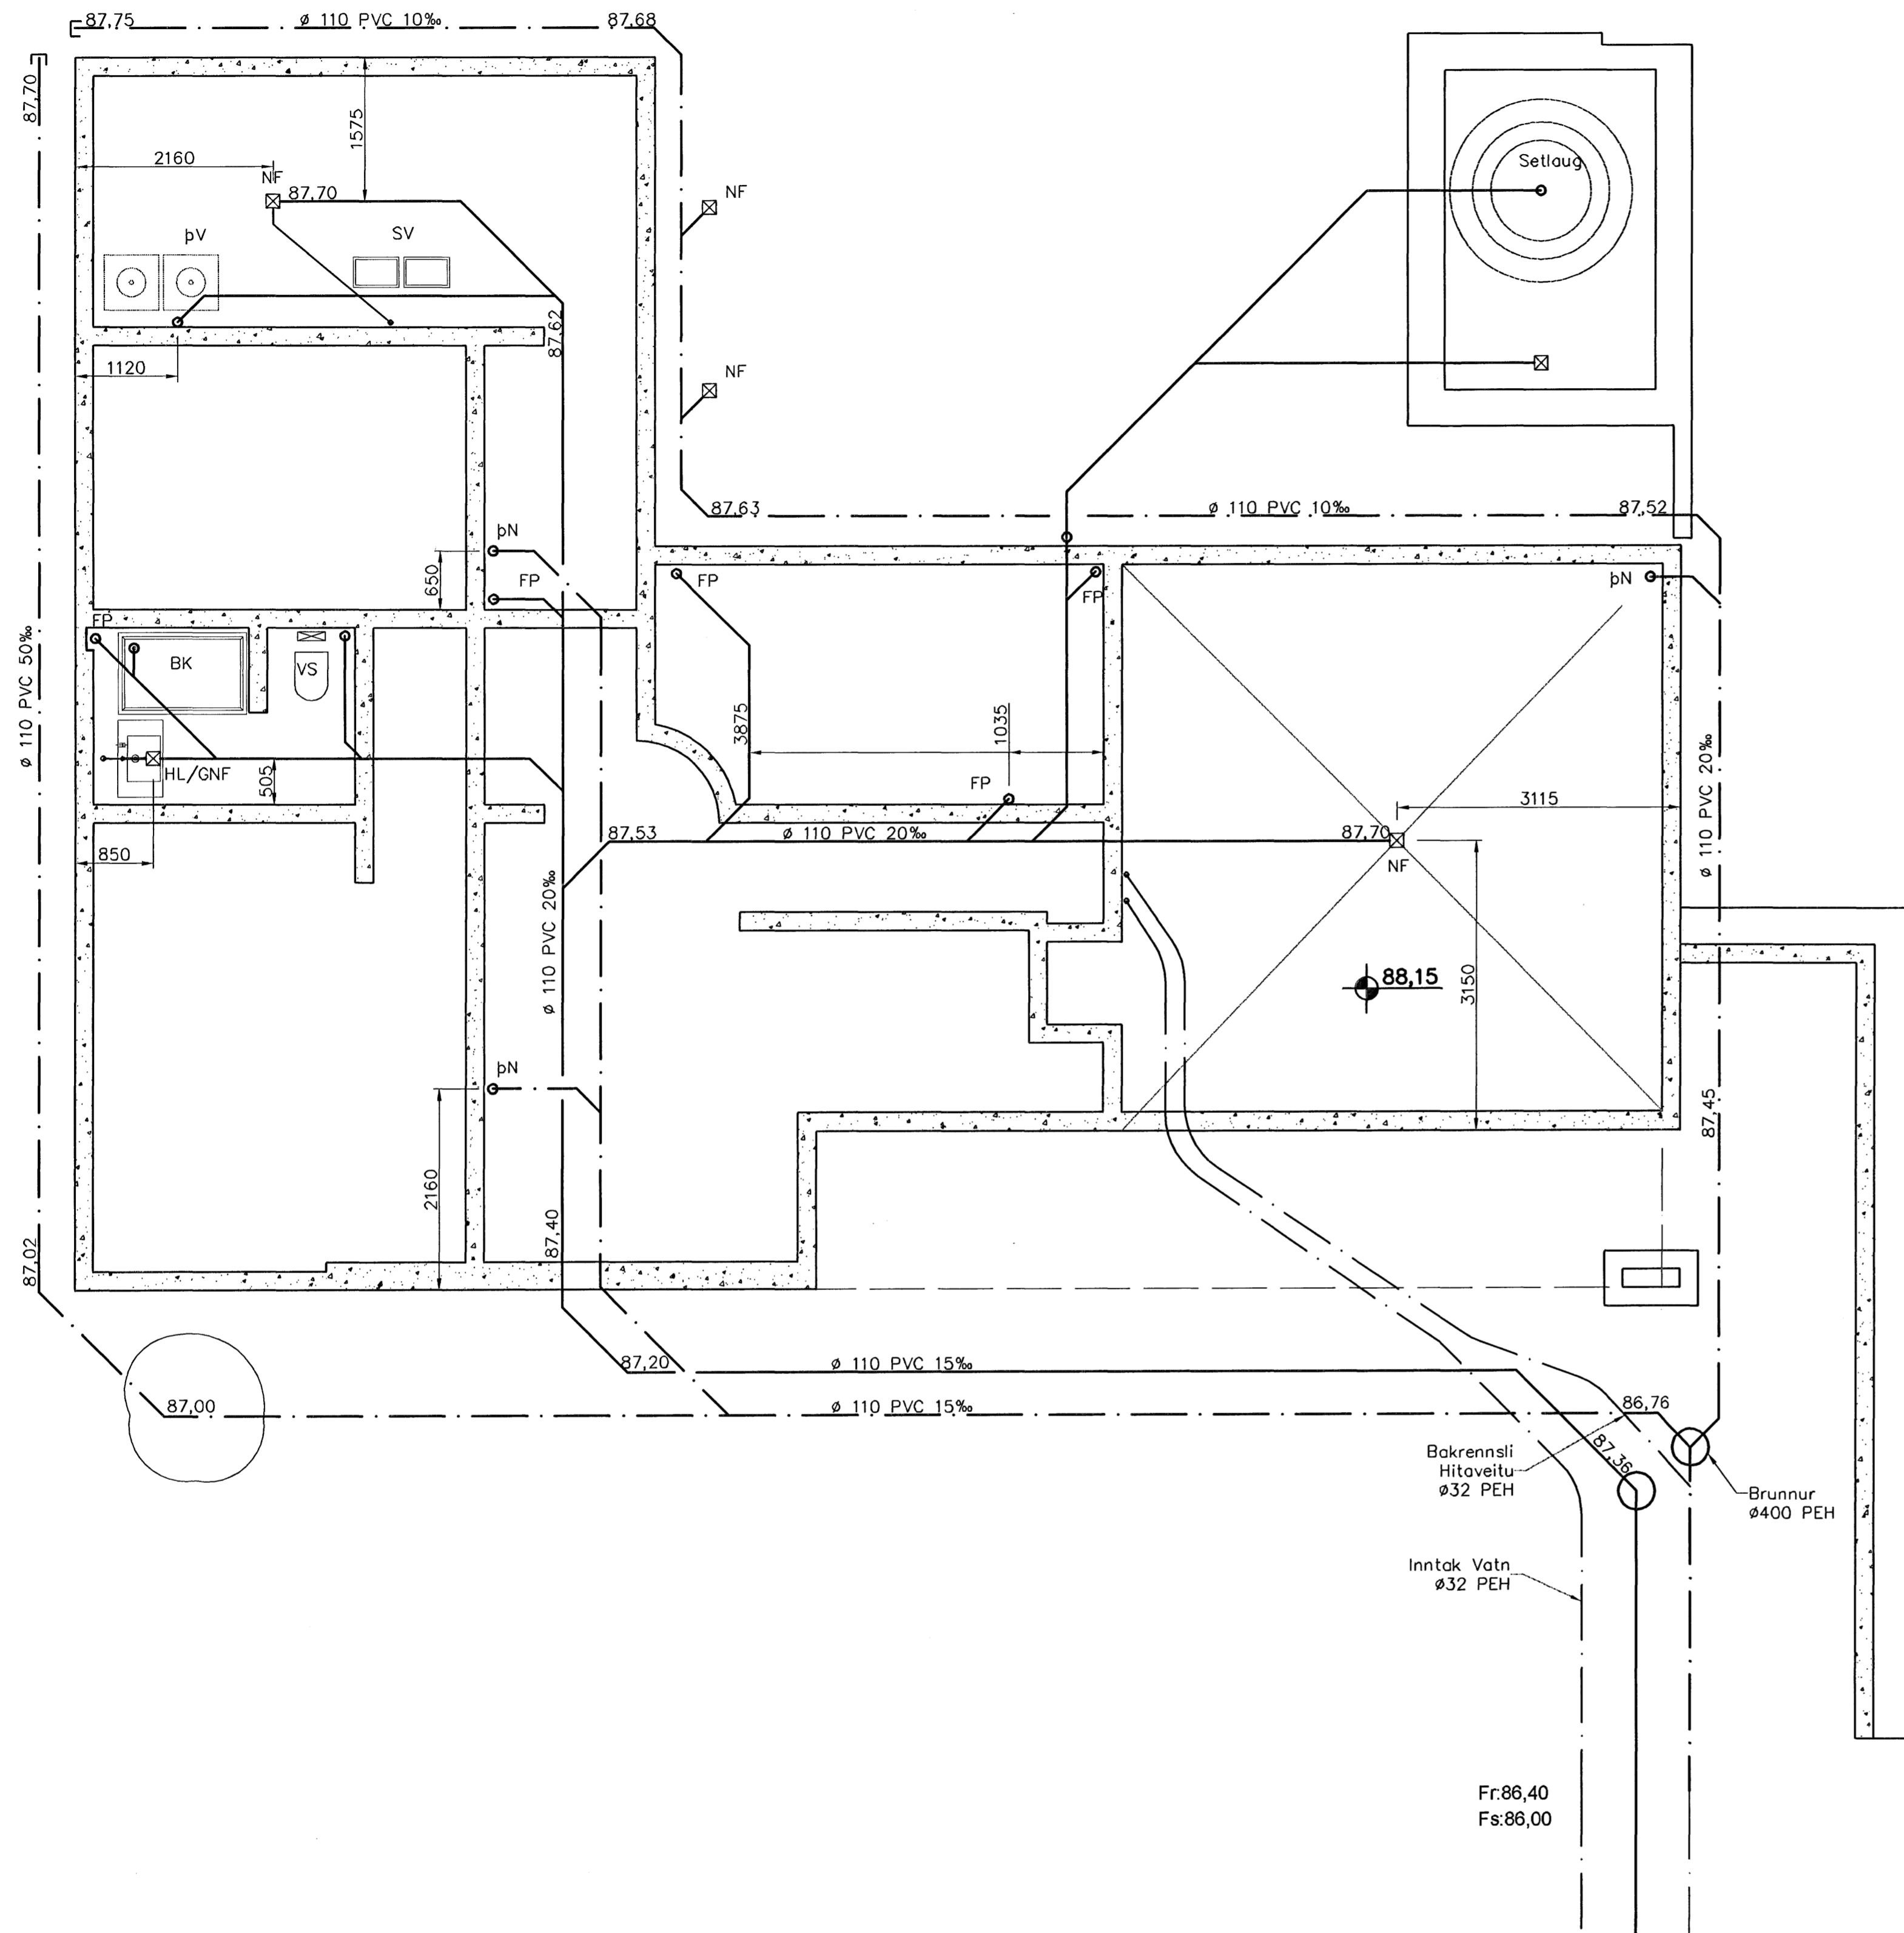 87,75
ø 110 PVC 10‰
87,68
87,70
1575
2160
NF
87,70
þV
SV
NF
Setlaug
87,62
1120
NF
87,63
ø 110 PVC 10‰
87,52
þN
650
FP
FP
FP
þN
FP
BK
VS
ø 110 PVC 50‰
HL/GNF
505
850
3875
1035
FP
87,53
ø 110 PVC 20‰
87,70
NF
3115
ø 110 PVC 20‰
ø 110 PVC 20‰
88,15
3150
þN
2160
87,45
87,40
87,02
87,20
ø 110 PVC 15‰
87,00
ø 110 PVC 15‰
86,76
87,36
Bakrennsli
Hitaveitu
ø32 PEH
Brunnur
ø400 PEH
Inntak Vatn
ø32 PEH
Fr:86,40
Fs:86,00